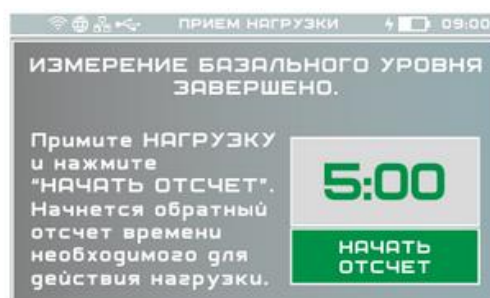 ПРИЕМ НАГРУЗКИ 09:00
ИЗМЕРЕНИЕ БАЗАЛЬНОГО УРОВНЯ
ЗАВЕРШЕНО.
Примите НАГРУЗКУ
и нажмите
"НАЧАТЬ ОТСЧЕТ".
Начнется обратный
отсчет времени
необходимого для
действия нагрузки.
5:00
НАЧАТЬ
ОТСЧЕТ